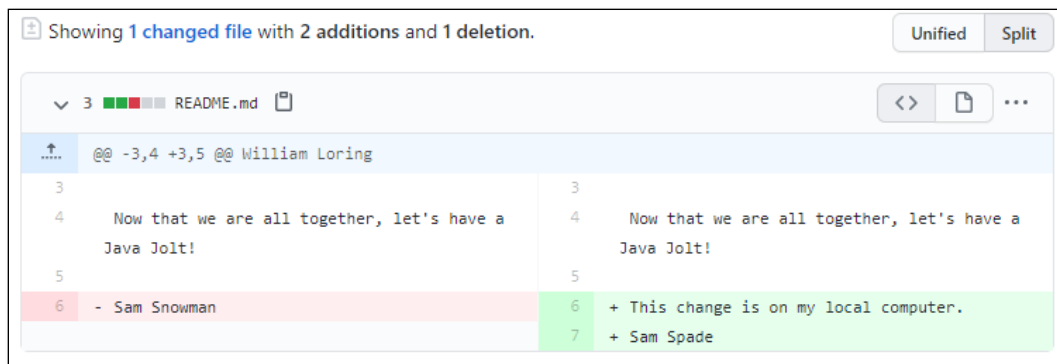 Showing 1 changed file with 2 additions and 1 deletion.
Unified Split
3 README.md
@@ -3,4 +3,5 @@ William Loring
3
4 Now that we are all together, let's have a
Java Jolt!
5
6 - Sam Snowman
3
4 Now that we are all together, let's have a
Java Jolt!
5
6 + This change is on my local computer.
7 + Sam Spade